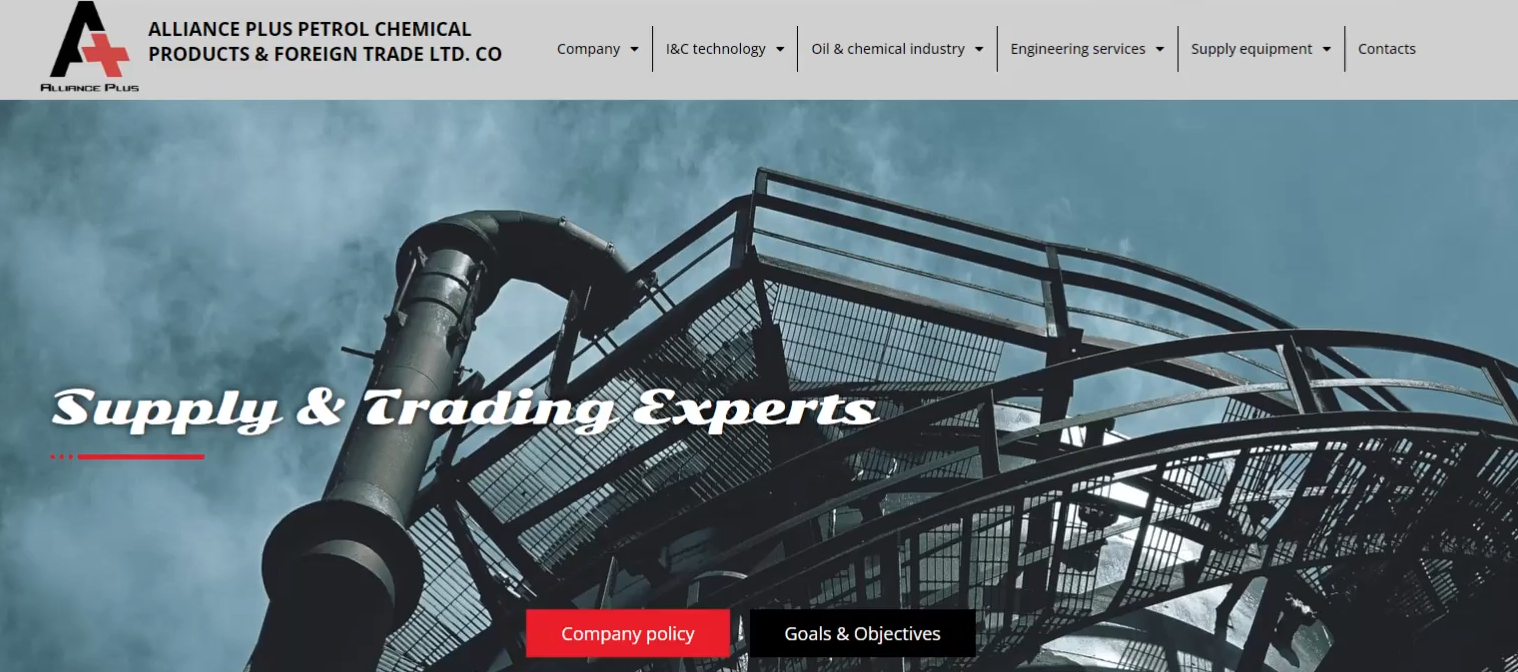 ALLIANCE PLUS PETROL CHEMICAL
PRODUCTS & FOREIGN TRADE LTD. CO
ALLIANCE PLUS
Company
I&C technology
Oil & chemical industry
Engineering services
Supply equipment
Contacts
Supply & Trading Experts
Company policy
Goals & Objectives